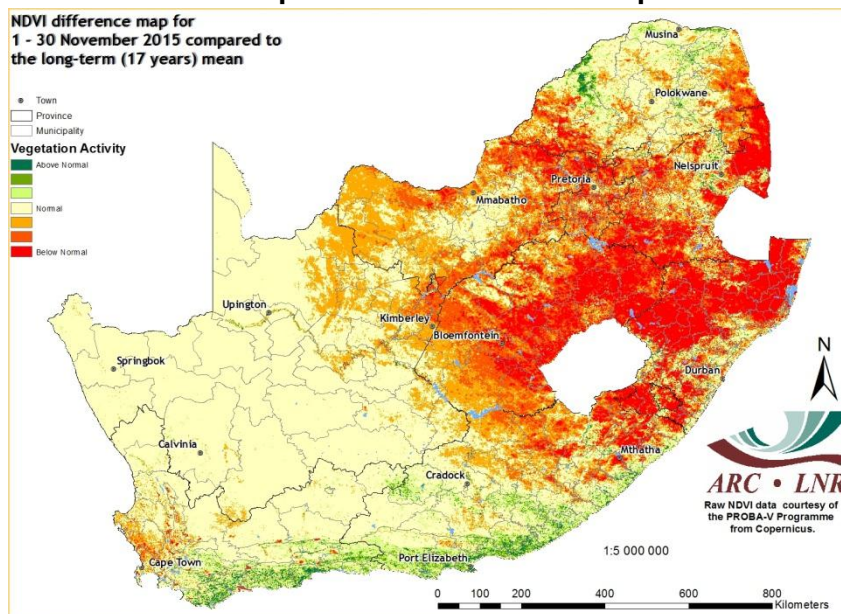 NDVI difference map for
1 - 30 November 2015 compared to
the long-term (17 years) mean
Town
Province
Municipality
Vegetation Activity
Above Normal
Normal
Below Normal
Musina
Polokwane
Nelspruit
Pretoria
Mmabatho
Upington
Kimberley
Bloemfontein
Springbok
Durban
Calvinia
Mthatha
Cradock
Cape Town
Port Elizabeth
N
ARC • LNR
Raw NDVI data courtesy of
the PROBA-V Programme
from Copernicus.
1:5 000 000
0 100 200 400 600 800
Kilometers